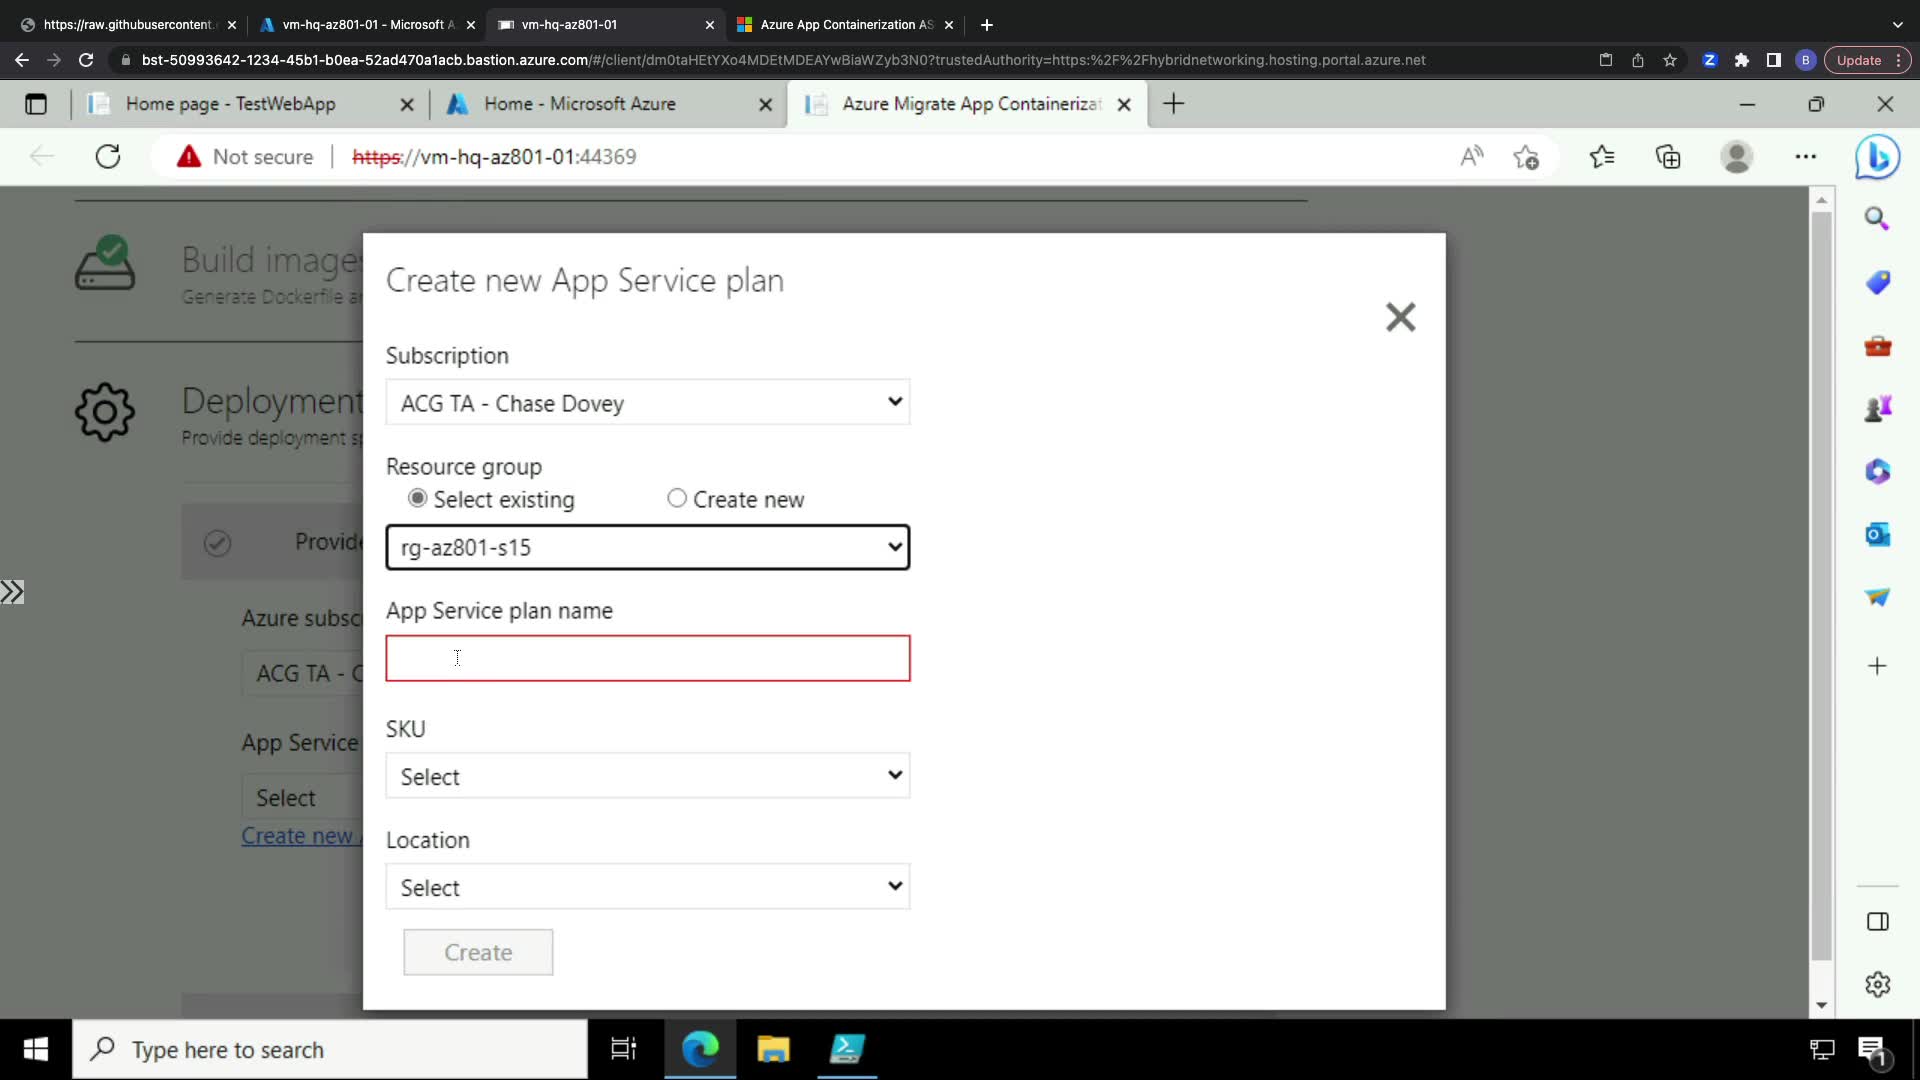 https://raw.githubusercontent.
vm-hq-az801-01 - Microsoft A
vm-hq-az801-01
Azure App Containerization AS
bst-50993642-1234-45b1-b0ea-52ad470a1acb.bastion.azure.com/#/client/dm0taHEtYXo4MDEtMDEAYwBiaWZyb3N0?trustedAuthority=https:%2F%2Fhybridnetworking.hosting.portal.azure.net
B
Update
Home page - TestWebApp
Home - Microsoft Azure
Azure Migrate App Containerizat
Not secure
https://vm-hq-az801-01:44369
Build images
Generate Dockerfile a
Create new App Service plan
Subscription
ACG TA - Chase Dovey
Deployment
Provide deployment s
Resource group
Select existing
Create new
rg-az801-s15
Provide
App Service plan name
Azure subsc
ACG TA - C
SKU
App Service
Select
Select
Create new
Location
Select
Create
Type here to search
1